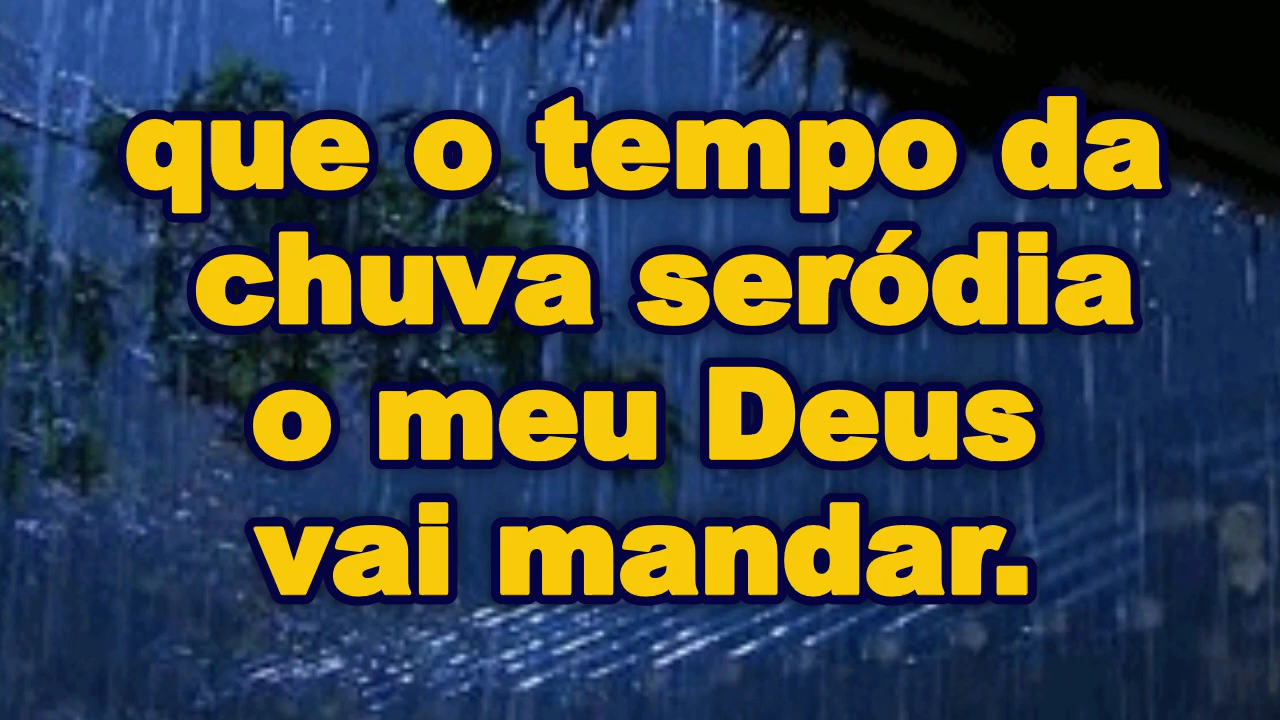 que o tempo da
chuva seródia
o meu Deus
vai mandar.